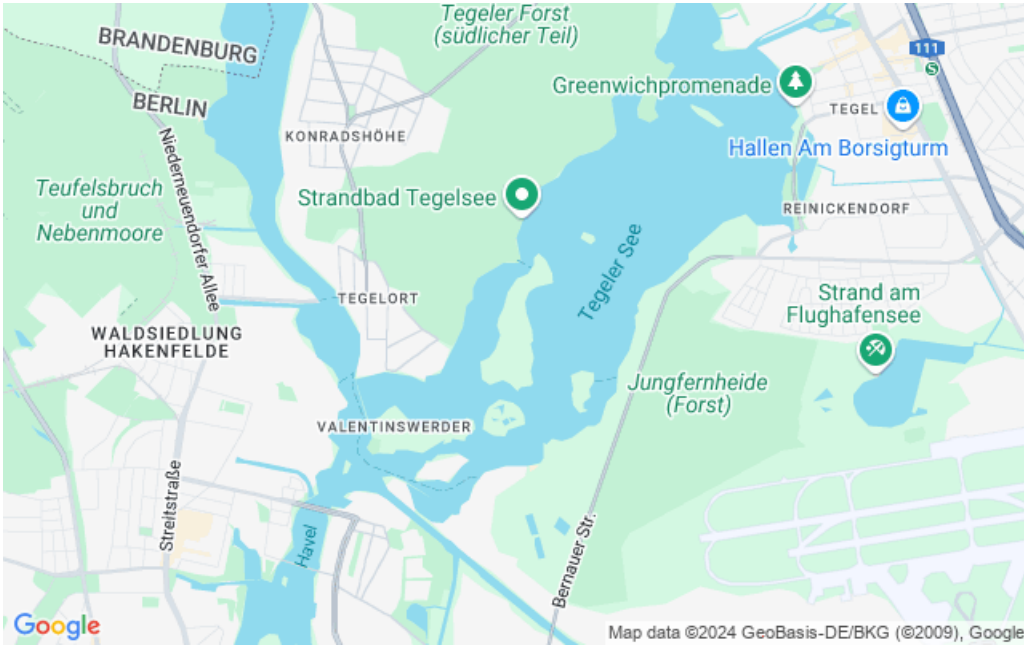 Tegeler Forst
(südlicher Teil)
BRANDENBURG
BERLIN
111
S
Greenwichpromenade
TEGEL
KONRADSHÖHE
Hallen Am Borsigturm
Niederneuendorfer Allee
Teufelsbruch
und
Nebenmoore
Strandbad Tegelsee
REINICKENDORF
Tegeler See
TEGELORT
Strand am
Flughafensee
WALDSIEDLUNG
HAKENFELDE
Jungfernheide
(Forst)
VALENTINSWERDER
Streitstraße
Havel
Bernauer Str.
Google
Map data ©2024 GeoBasis-DE/BKG (©2009), Google